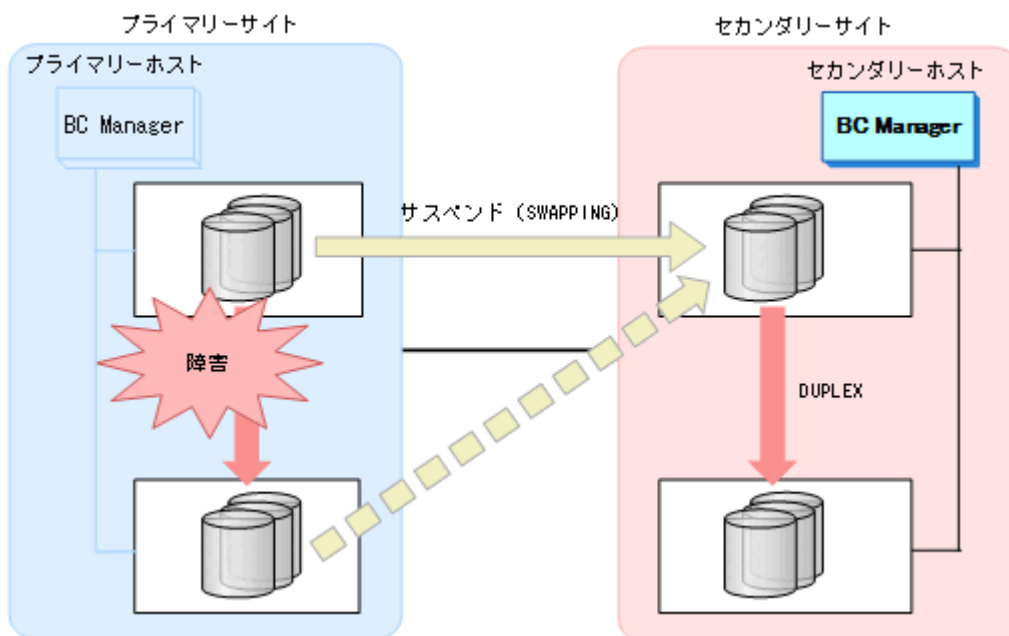 プライマリーサイト
セカンダリーサイト
プライマリーホスト
セカンダリーホスト
BC Manager
BC Manager
サスペンド (SWAPPING)
障害
DUPLEX